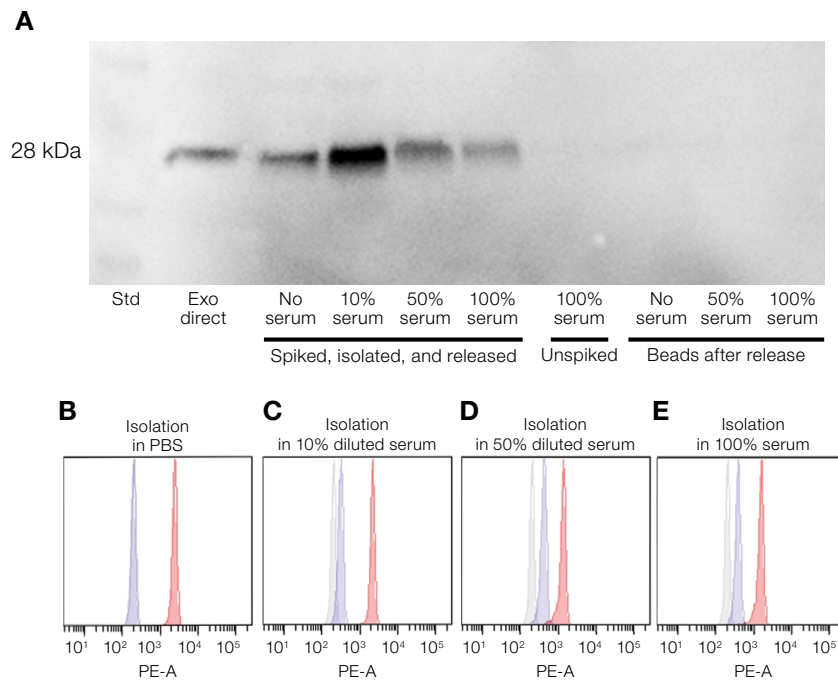 A
28 kDa
Std
Exo
direct
No
serum
10%
serum
50%
serum
100%
serum
100%
serum
No
serum
50%
serum
100%
serum
Spiked, isolated, and released
Unspiked
Beads after release
B
Isolation
in PBS
10¹ 10² 10³ 10⁴ 10⁵
PE-A
C
Isolation
in 10% diluted serum
10¹ 10² 10³ 10⁴ 10⁵
PE-A
D
Isolation
in 50% diluted serum
10¹ 10² 10³ 10⁴ 10⁵
PE-A
E
Isolation
in 100% serum
10¹ 10² 10³ 10⁴ 10⁵
PE-A